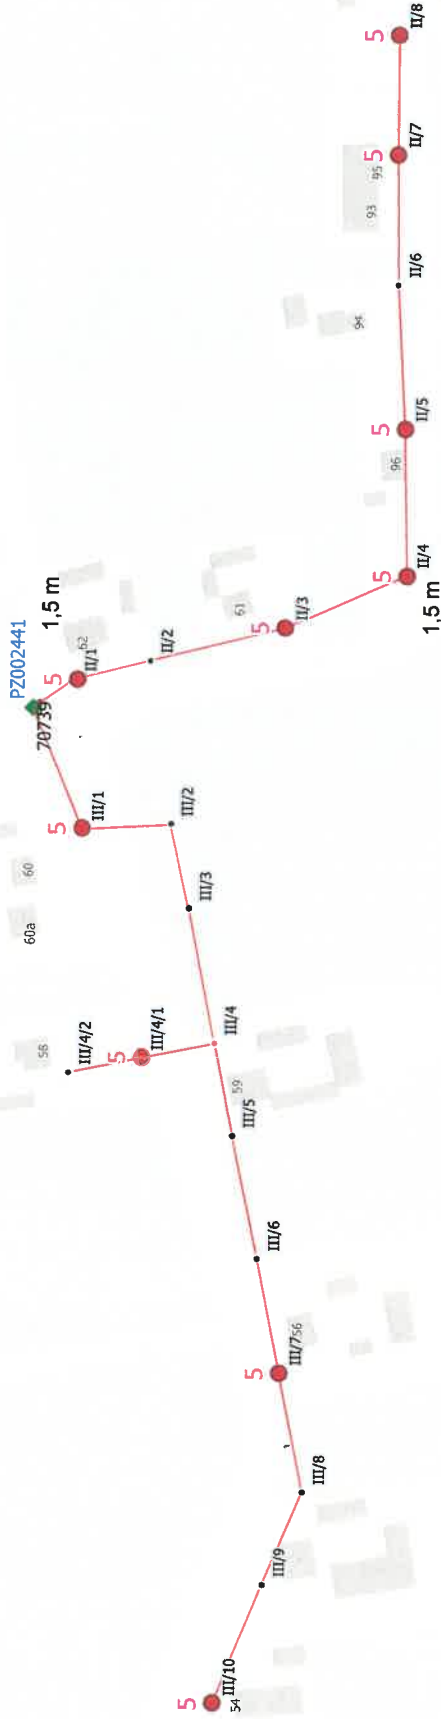 5
II/8
5
II/7
95
93
II/6
94
5
II/5
96
5
II/4
1,5 m
61
5
II/3
PZ002441
1,5 m
62
5
II/1
II/2
70739
5
III/1
III/2
60
60a
III/3
58
III/4/2
5
III/4/1
III/4
59
III/5
III/6
5
III/7
56
III/8
III/9
5
III/10
54